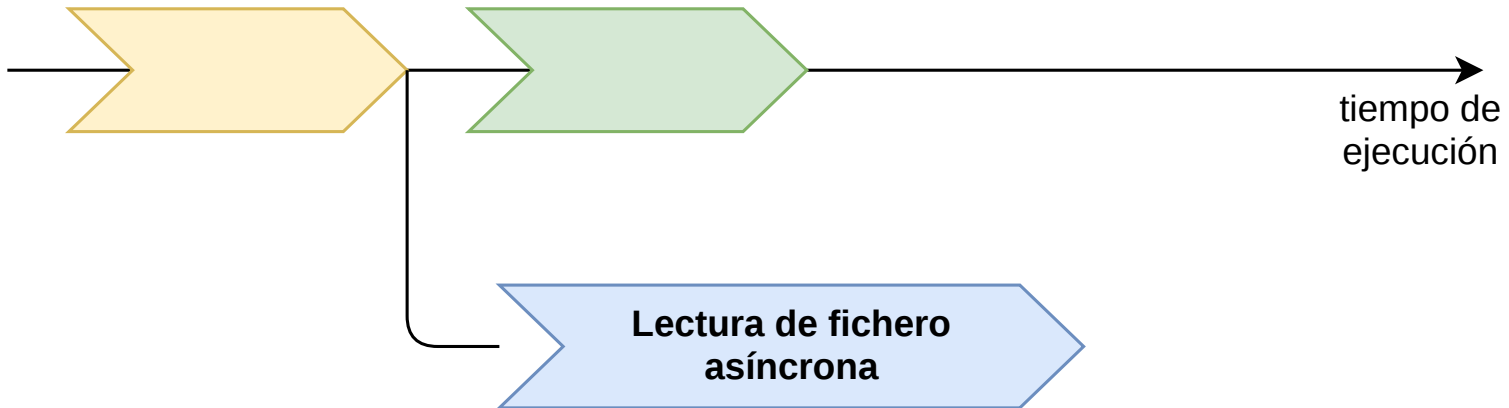 tiempo de
ejecución
Lectura de fichero
asíncrona